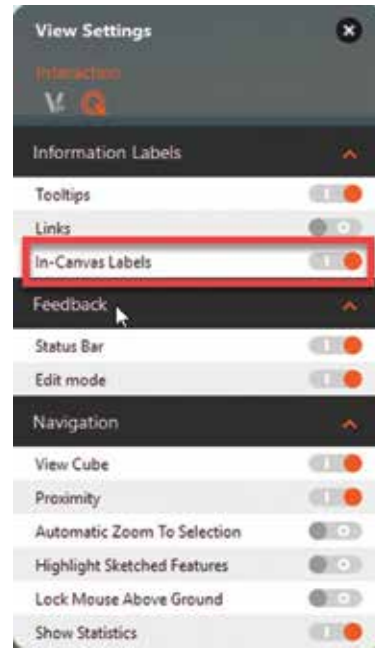 View Settings
Interaction
Information Labels
Tooltips
Links
In-Canvas Labels
Feedback
Status Bar
Edit mode
Navigation
View Cube
Proximity
Automatic Zoom To Selection
Highlight Sketched Features
Lock Mouse Above Ground
Show Statistics